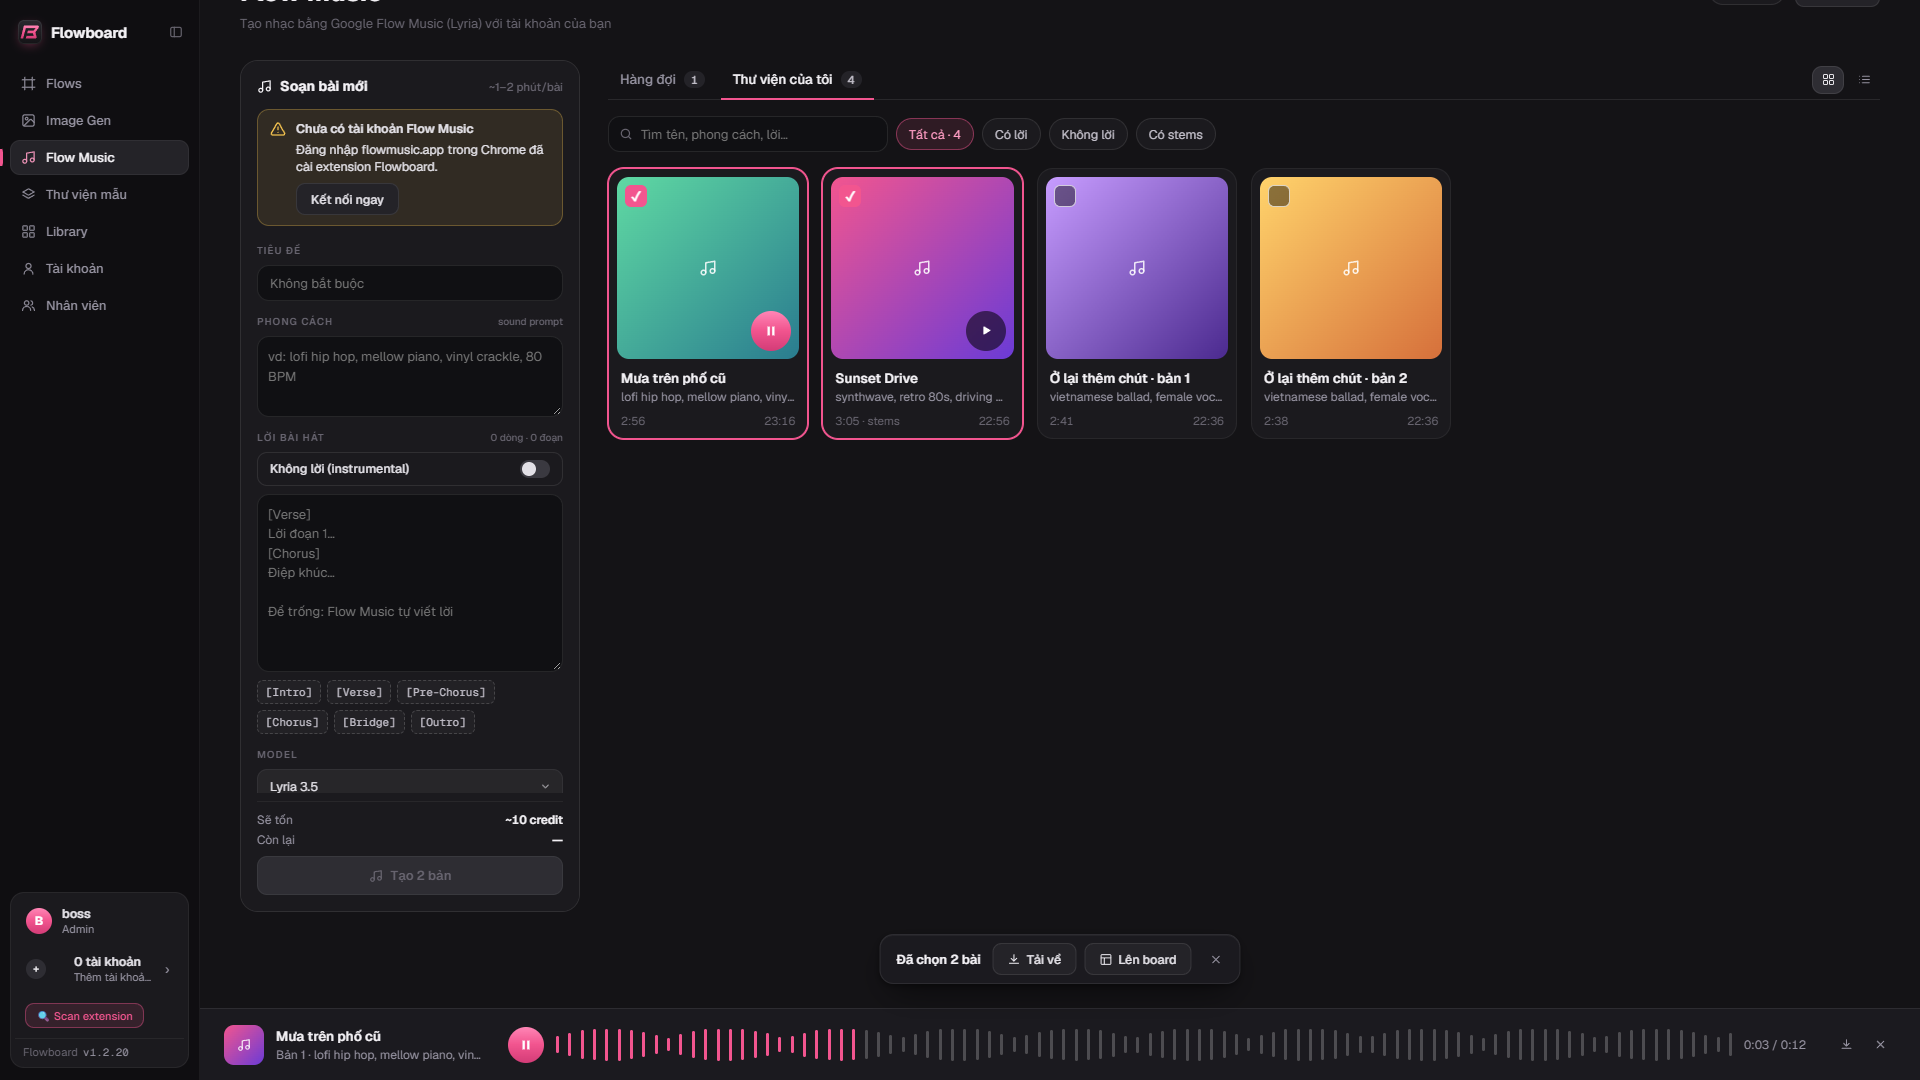 Flowboard
Flows
Image Gen
Flow Music
Thư viện mẫu
Library
Tài khoản
Nhân viên
B
boss
Admin
+
0 tài khoản
Thêm tài khoả...
Scan extension
Flowboard v1.2.20
Tạo nhạc bằng Google Flow Music (Lyria) với tài khoản của bạn
Soạn bài mới
~1–2 phút/bài
Chưa có tài khoản Flow Music
Đăng nhập flowmusic.app trong Chrome đã
cài extension Flowboard.
Kết nối ngay
TIÊU ĐỀ
Không bắt buộc
PHONG CÁCH
sound prompt
vd: lofi hip hop, mellow piano, vinyl crackle, 80
BPM
LỜI BÀI HÁT
0 dòng · 0 đoạn
Không lời (instrumental)
[Verse]
Lời đoạn 1...
[Chorus]
Điệp khúc...
Để trống: Flow Music tự viết lời
[Intro] [Verse] [Pre-Chorus]
[Chorus] [Bridge] [Outro]
MODEL
Lyria 3.5
Sẽ tốn
~10 credit
Còn lại
—
Tạo 2 bản
Hàng đợi 1
Thư viện của tôi 4
Tìm tên, phong cách, lời...
Tất cả · 4
Có lời
Không lời
Có stems
Mưa trên phố cũ
lofi hip hop, mellow piano, viny...
2:56
23:16
Sunset Drive
synthwave, retro 80s, driving ...
3:05 · stems
22:56
Ở lại thêm chút · bản 1
vietnamese ballad, female voc...
2:41
22:36
Ở lại thêm chút · bản 2
vietnamese ballad, female voc...
2:38
22:36
Đã chọn 2 bài
Tải về
Lên board
Mưa trên phố cũ
Bản 1 · lofi hip hop, mellow piano, vin...
0:03 / 0:12